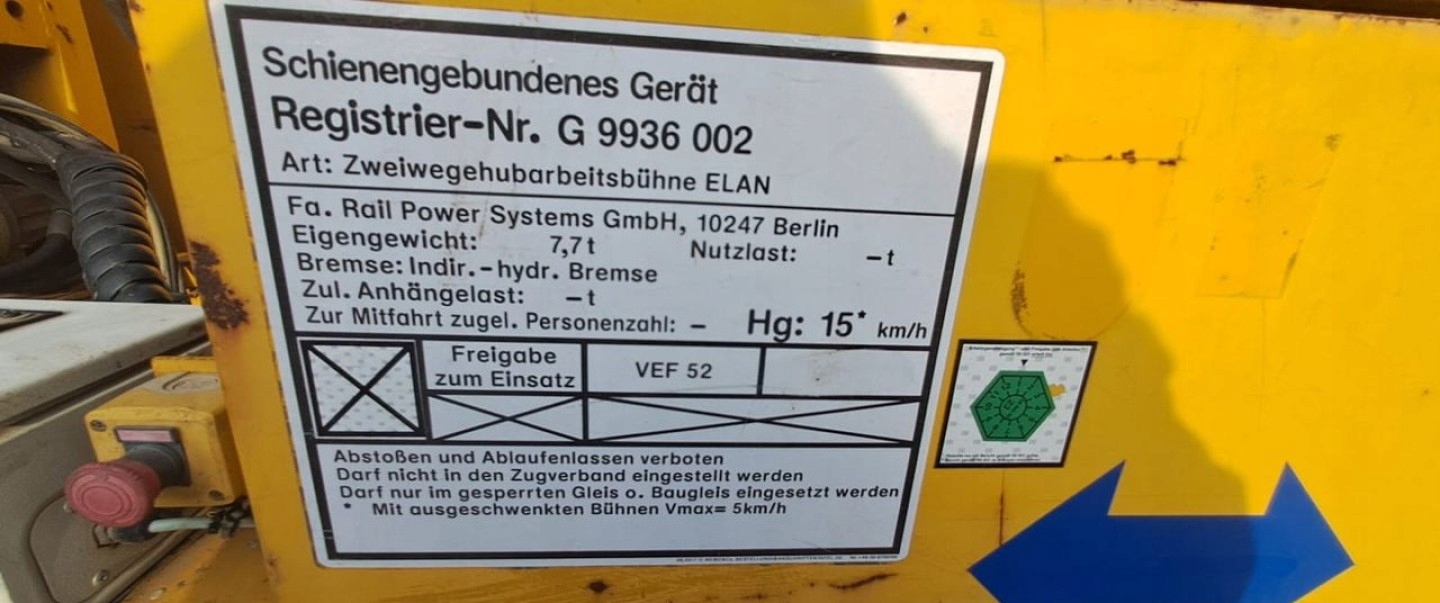 Schienengebundenes Gerät
Registrier-Nr. G 9936 002
Art: Zweiwegehubarbeitsbühne ELAN
Fa. Rail Power Systems GmbH, 10247 Berlin
Eigengewicht: 7,7 t Nutzlast: -t
Bremse: Indir.-hydr. Bremse
Zul. Anhängelast: -t
Zur Mitfahrt zugel. Personenzahl: - Hg: 15* km/h
Freigabe
zum Einsatz
VEF 52
Abstoßen und Ablaufenlassen verboten
Darf nicht in den Zugverband eingestellt werden
Darf nur im gesperrten Gleis o. Baugleis eingesetzt werden
* Mit ausgeschwenkten Bühnen Vmax= 5km/h